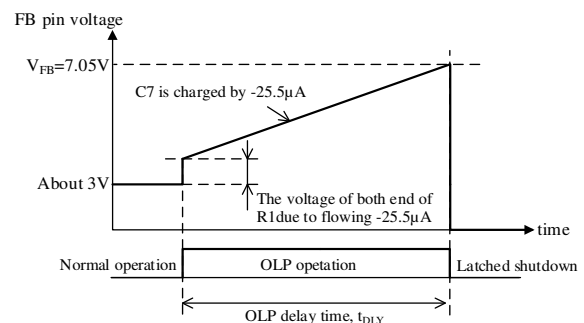 FB pin voltage
V_FB=7.05V
C7 is charged by -25.5µA
About 3V
The voltage of both end of
R1due to flowing -25.5µA
time
Normal operation
OLP opetation
Latched shutdown
OLP delay time, t_DLY